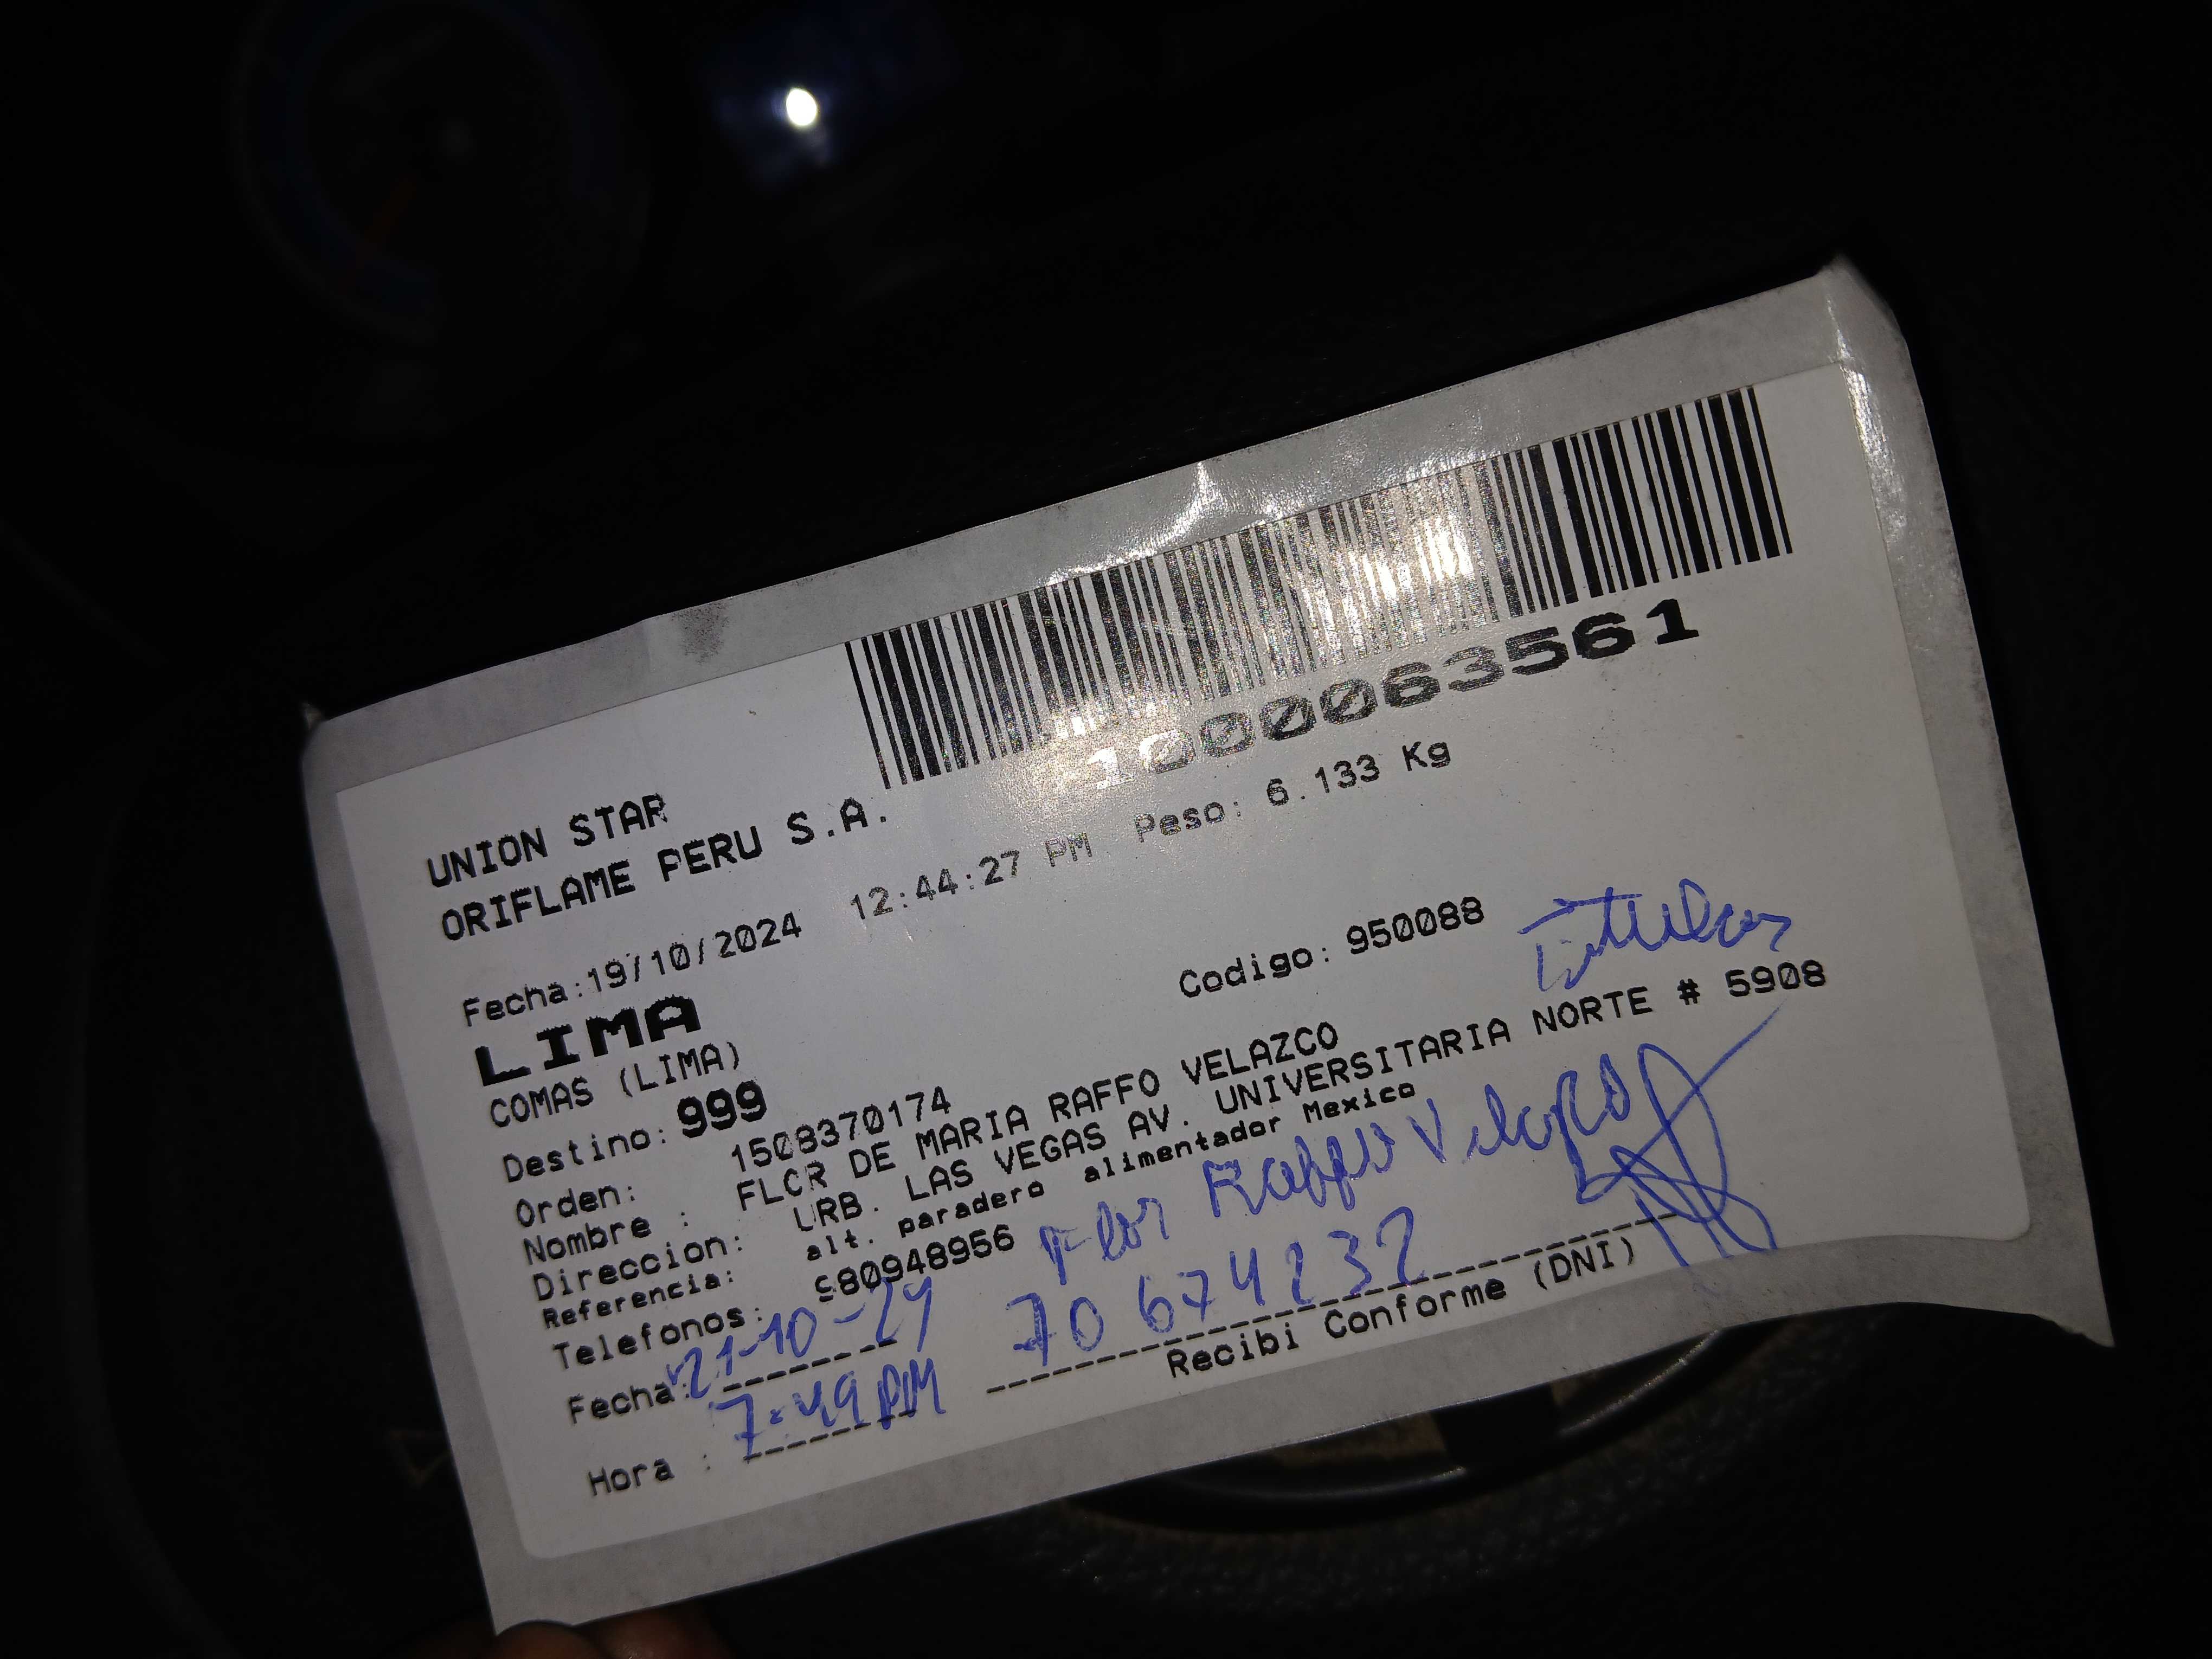 1000063561
UNION STAR
ORIFLAME PERU S.A.
Fecha:19/10/2024 12:44:27 PM Peso: 6.133 Kg
LIMA
COMAS (LIMA) Codigo: 950088
Destino: 999
Orden: 1508370174
Nombre : FLOR DE MARIA RAFFO VELAZCO
Direccion: URB. LAS VEGAS AV. UNIVERSITARIA NORTE # 5908
Referencia: alt. paradero alimentador Mexico
Telefonos: 980948956
Flor Raffo Velazco
Fecha: 21-10-24 70674232
Hora : 7:49 PM Recibi Conforme (DNI)